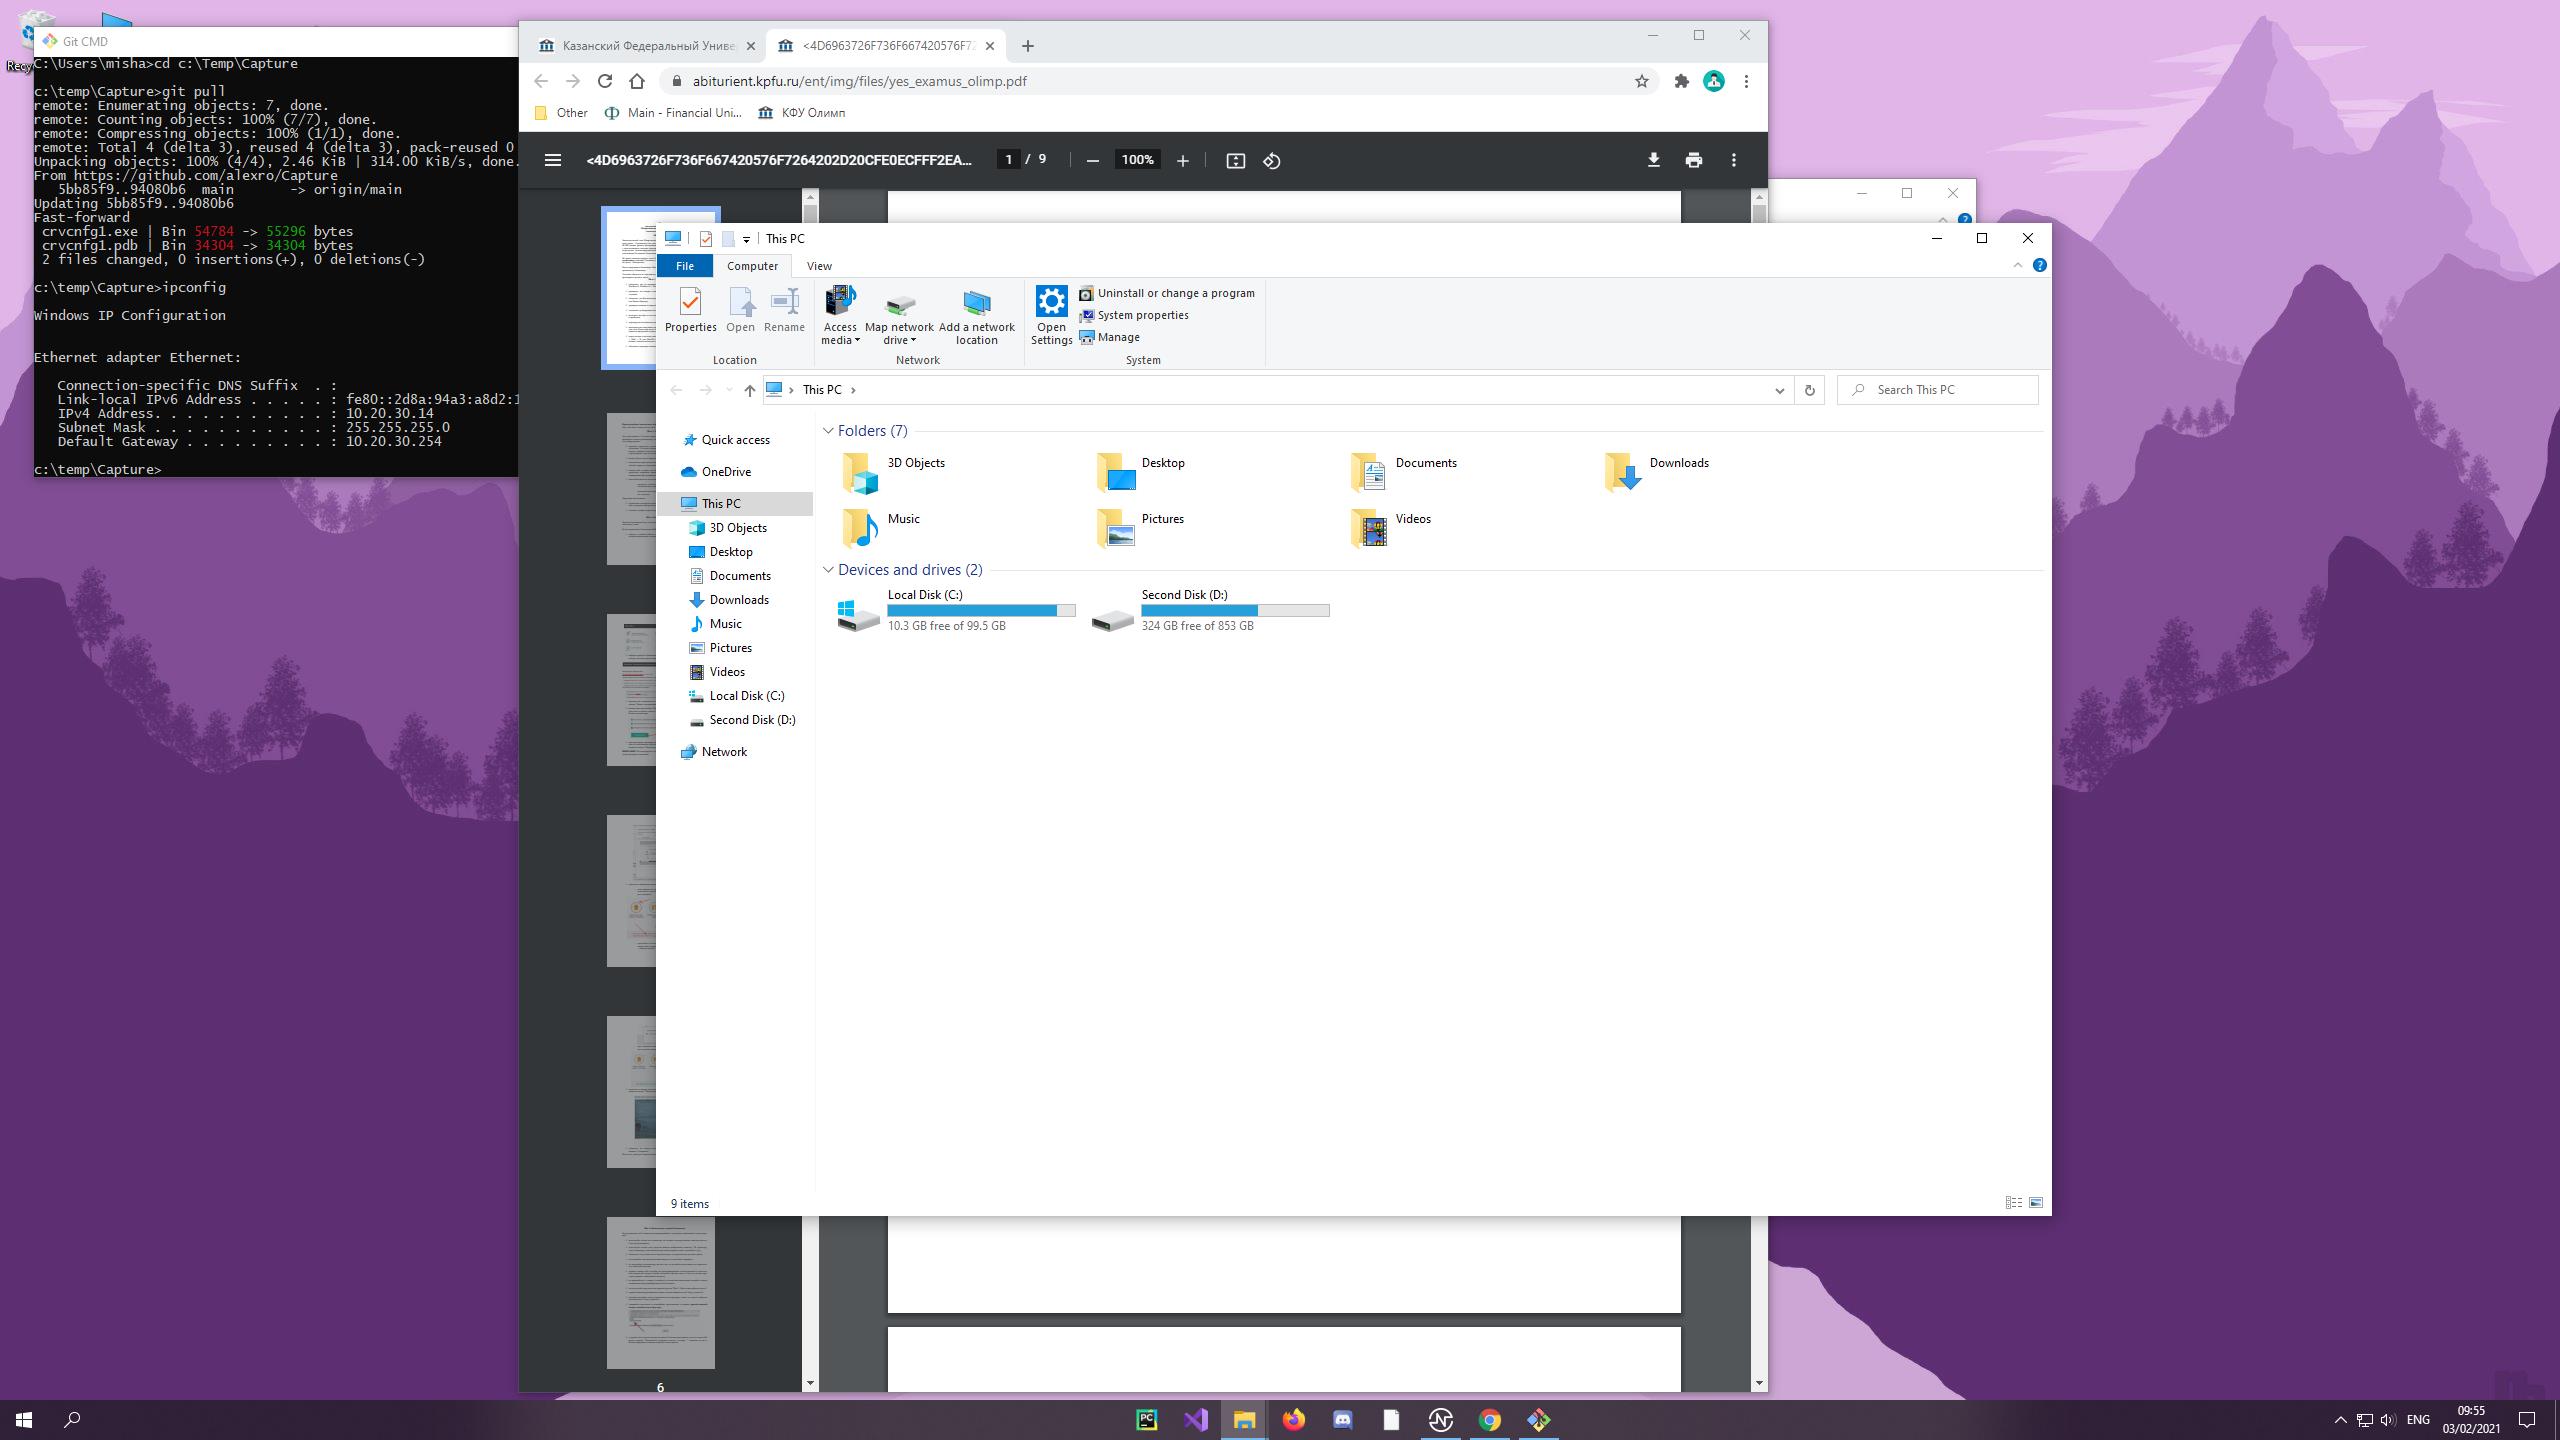 Git CMD
C:\Users\misha>cd c:\Temp\Capture
c:\temp\Capture>git pull
remote: Enumerating objects: 7, done.
remote: Counting objects: 100% (7/7), done.
remote: Compressing objects: 100% (1/1), done.
remote: Total 4 (delta 3), reused 4 (delta 3), pack-reused 0
Unpacking objects: 100% (4/4), 2.46 KiB | 314.00 KiB/s, done.
From https://github.com/alexro/Capture
5bb85f9..94080b6  main       -> origin/main
Updating 5bb85f9..94080b6
Fast-forward
crvcnfg1.exe | Bin 54784 -> 55296 bytes
crvcnfg1.pdb | Bin 34304 -> 34304 bytes
2 files changed, 0 insertions(+), 0 deletions(-)
c:\temp\Capture>ipconfig
Windows IP Configuration
Ethernet adapter Ethernet:
Connection-specific DNS Suffix  . :
Link-local IPv6 Address . . . . . : fe80::2d8a:94a3:a8d2:1
IPv4 Address. . . . . . . . . . . : 10.20.30.14
Subnet Mask . . . . . . . . . . . : 255.255.255.0
Default Gateway . . . . . . . . . : 10.20.30.254
c:\temp\Capture>
Казанский Федеральный Униве
<4D6963726F736F667420576F72
abiturient.kpfu.ru/ent/img/files/yes_examus_olimp.pdf
Other
Main - Financial Uni...
КФУ Олимп
<4D6963726F736F667420576F7264202D20CFE0ECFFF2EA...
1 / 9
100%
6
This PC
File
Computer
View
Properties
Open
Rename
Access media
Map network drive
Add a network location
Open Settings
Uninstall or change a program
System properties
Manage
Location
Network
System
This PC
Search This PC
Quick access
OneDrive
This PC
3D Objects
Desktop
Documents
Downloads
Music
Pictures
Videos
Local Disk (C:)
Second Disk (D:)
Network
Folders (7)
3D Objects
Desktop
Documents
Downloads
Music
Pictures
Videos
Devices and drives (2)
Local Disk (C:)
10.3 GB free of 99.5 GB
Second Disk (D:)
324 GB free of 853 GB
9 items
ENG
09:55
03/02/2021